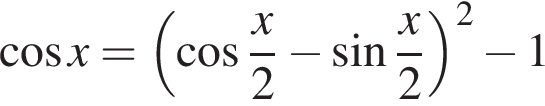 cos x = (cos x/2 − sin x/2)² − 1